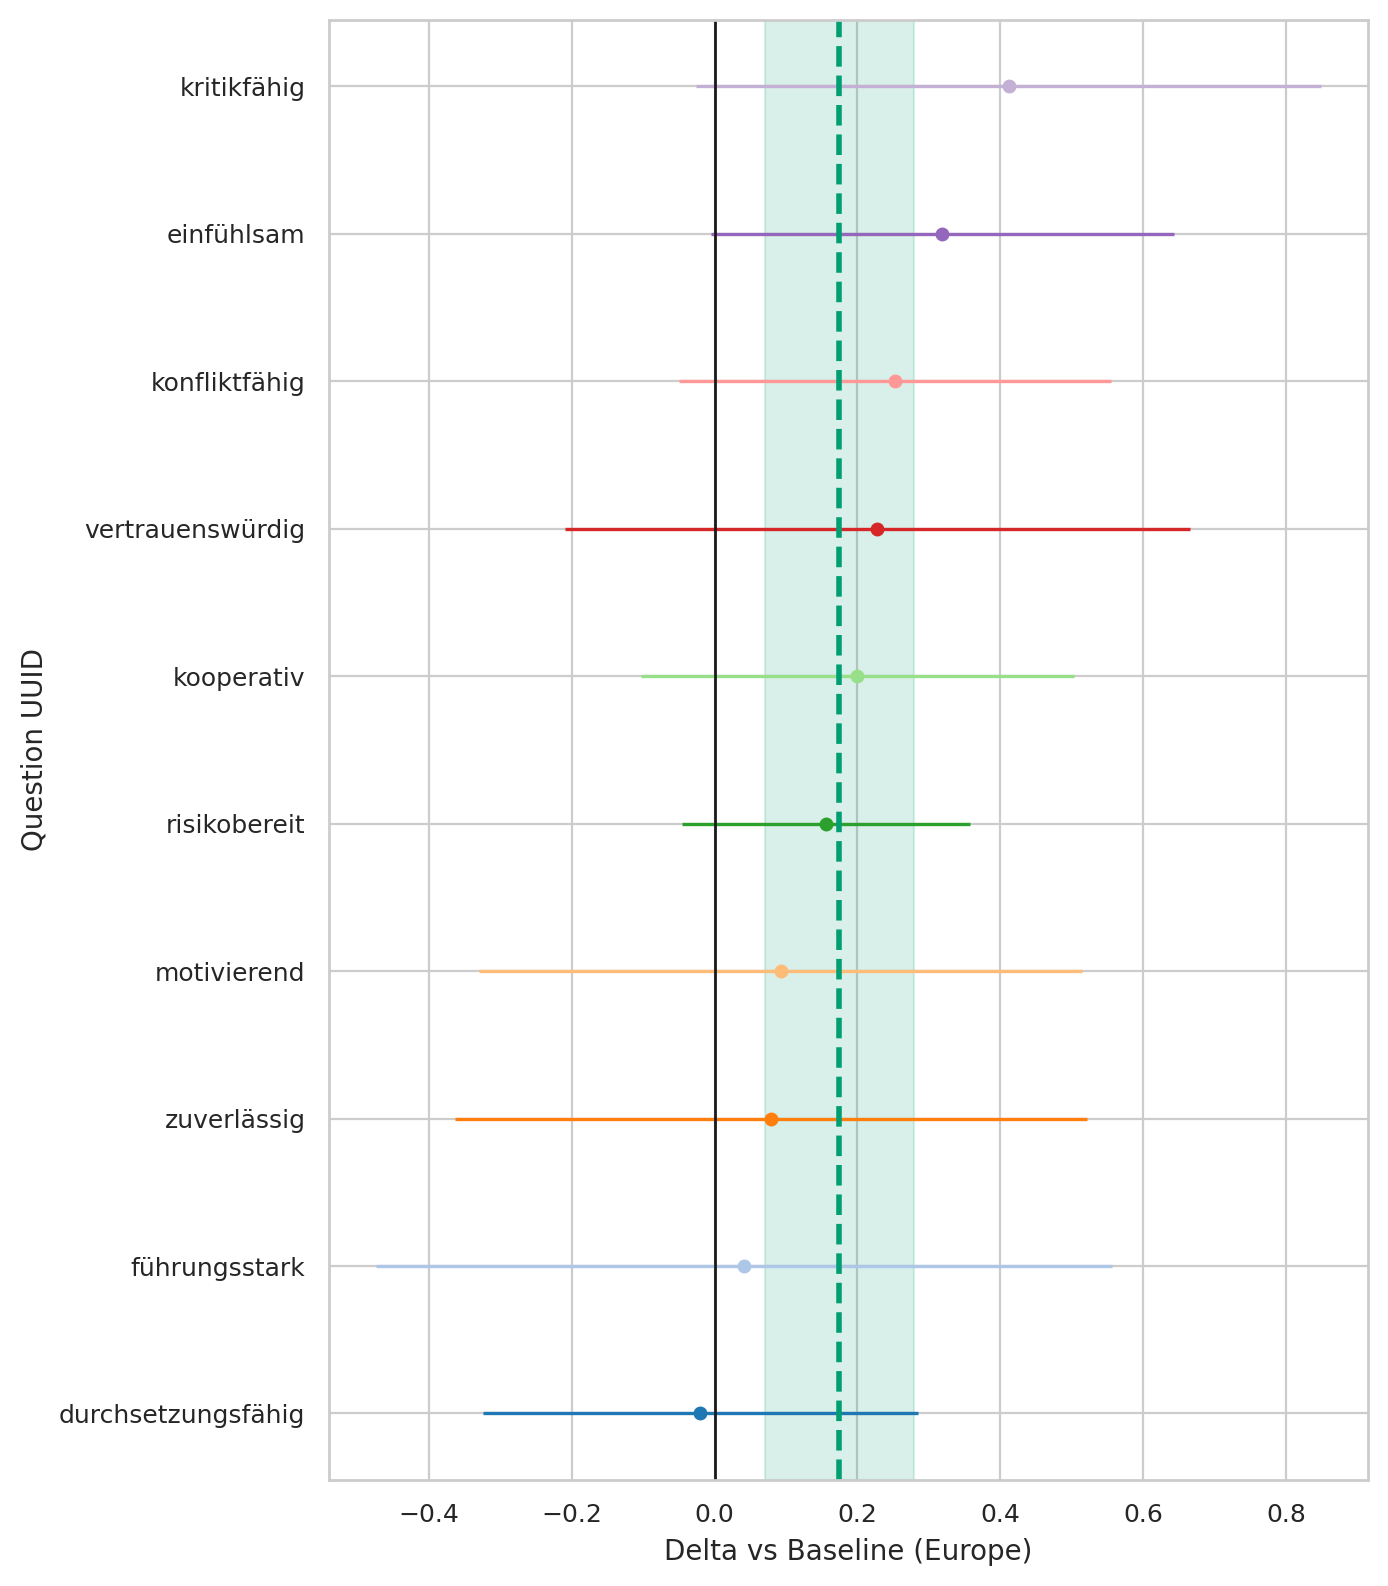 kritikfähig
einfühlsam
konfliktfähig
vertrauenswürdig
kooperativ
risikobereit
motivierend
zuverlässig
führungsstark
durchsetzungsfähig
Question UUID
−0.4 −0.2 0.0 0.2 0.4 0.6 0.8
Delta vs Baseline (Europe)